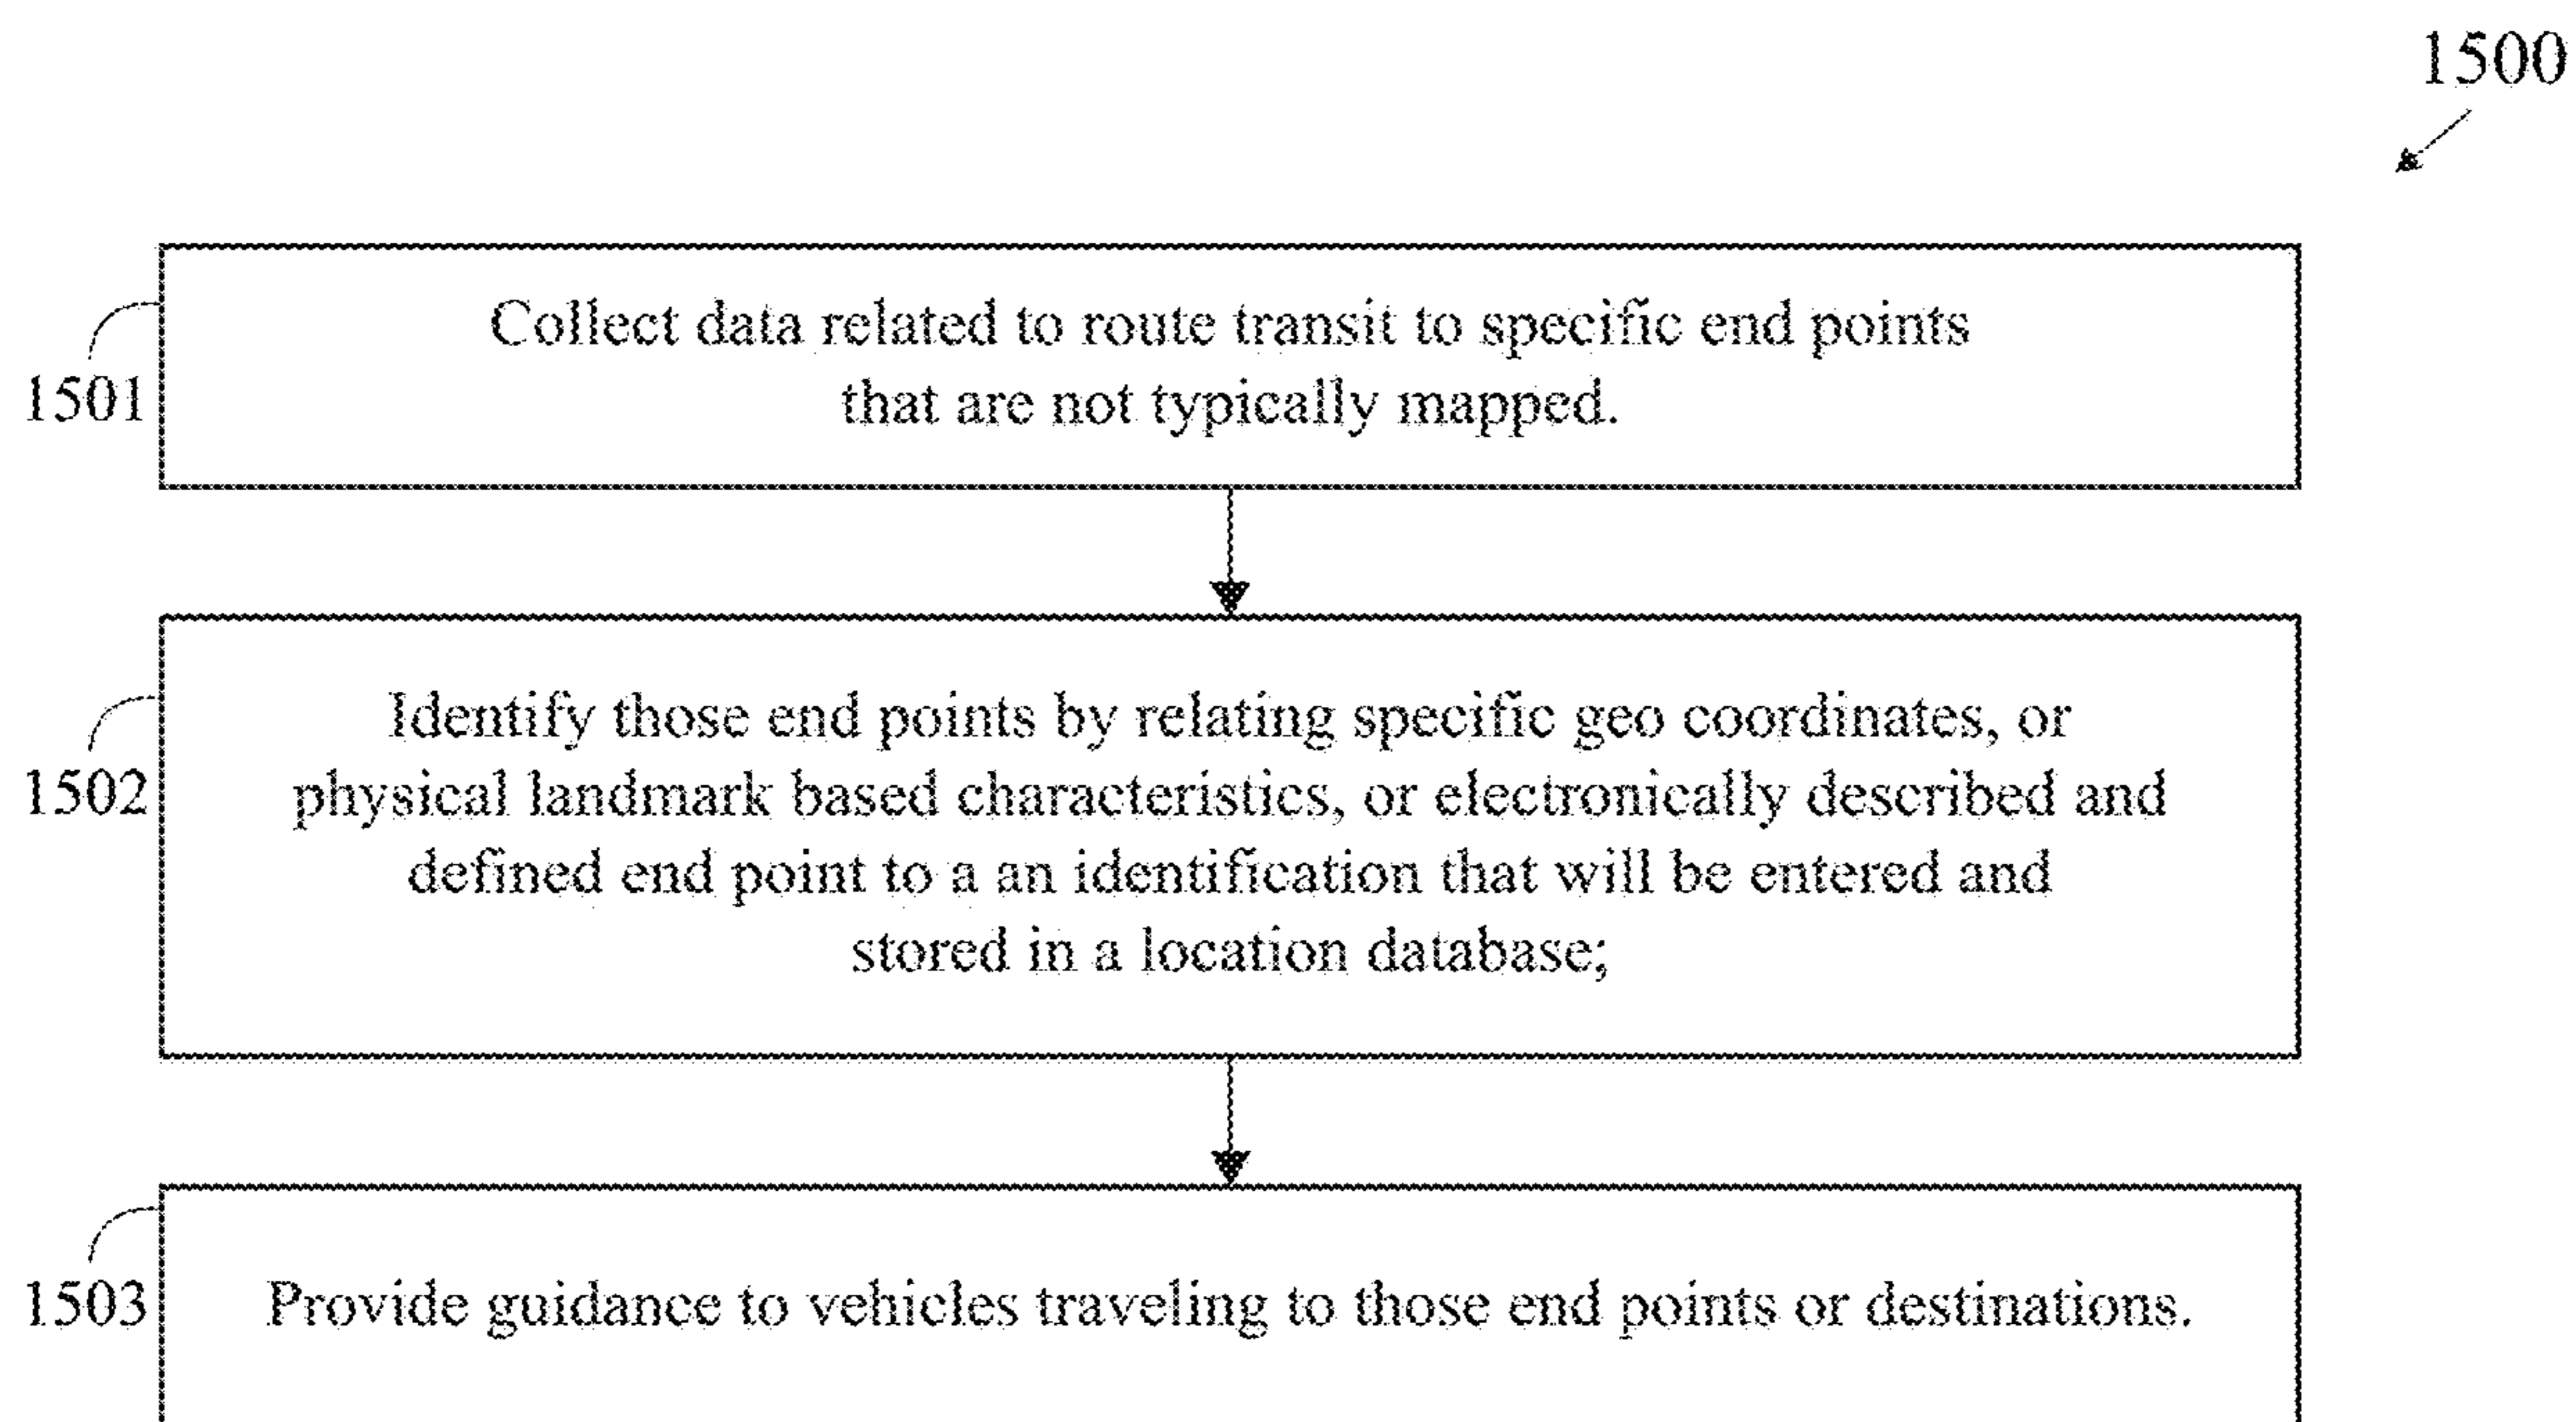 1500
Collect data related to route transit to specific end points
that are not typically mapped.
1501
Identify those end points by relating specific geo coordinates, or
physical landmark based characteristics, or electronically described and
1502
defined end point to a an identification that will be entered and
stored in a location database;
1503
Provide guidance to vehicles traveling to those end points or destinations.